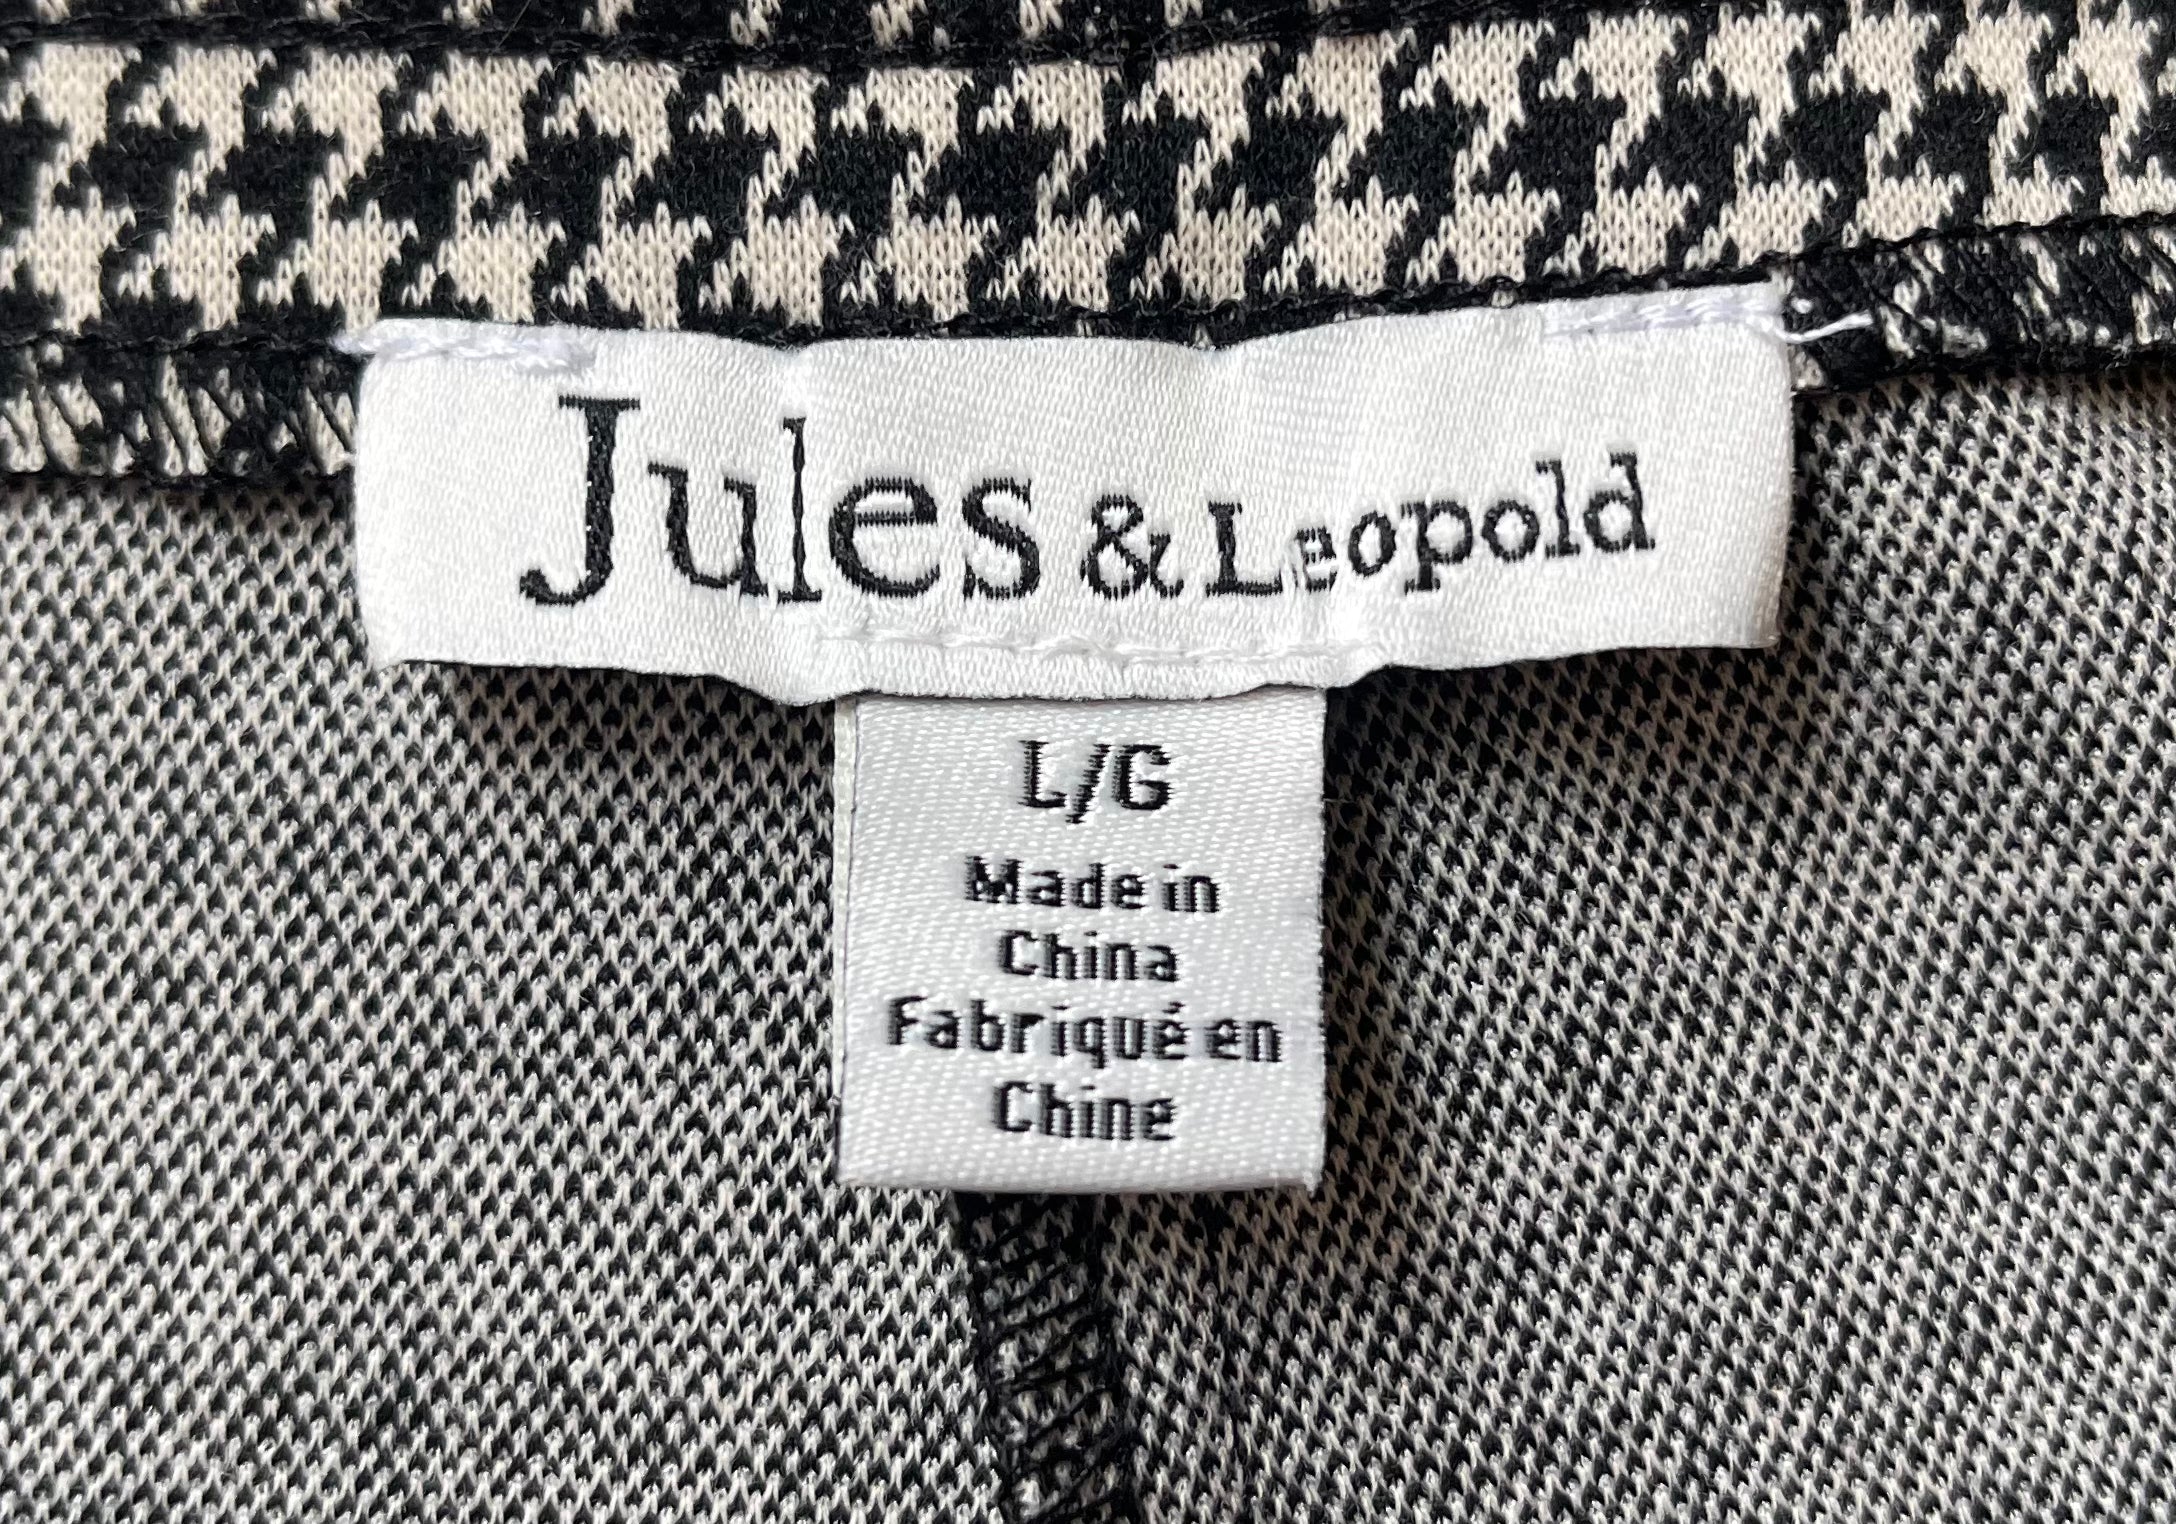 Jules & Leopold
L/G
Made in
China
Fabriqué en
Chine